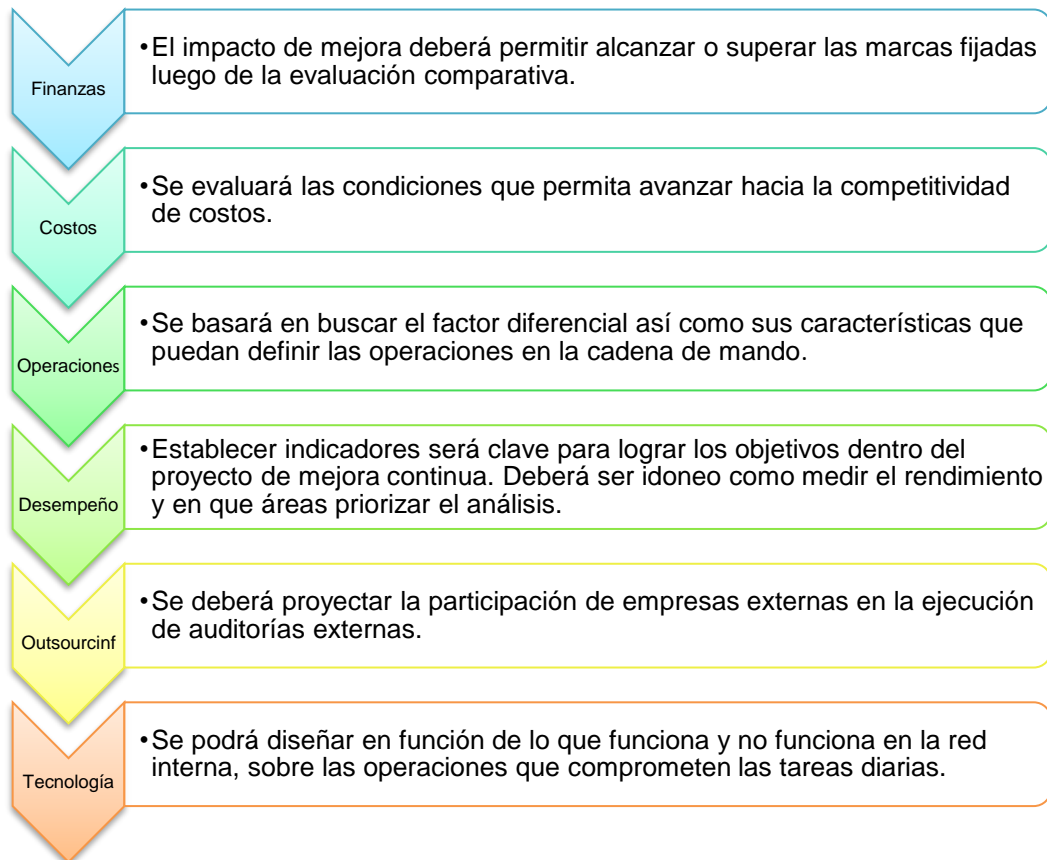 Finanzas
•El impacto de mejora deberá permitir alcanzar o superar las marcas fijadas
luego de la evaluación comparativa.
Costos
•Se evaluará las condiciones que permita avanzar hacia la competitividad
de costos.
Operaciones
•Se basará en buscar el factor diferencial así como sus características que
puedan definir las operaciones en la cadena de mando.
Desempeño
•Establecer indicadores será clave para lograr los objetivos dentro del
proyecto de mejora continua. Deberá ser idoneo como medir el rendimiento
y en que áreas priorizar el análisis.
Outsourcinf
•Se deberá proyectar la participación de empresas externas en la ejecución
de auditorías externas.
Tecnología
•Se podrá diseñar en función de lo que funciona y no funciona en la red
interna, sobre las operaciones que comprometen las tareas diarias.